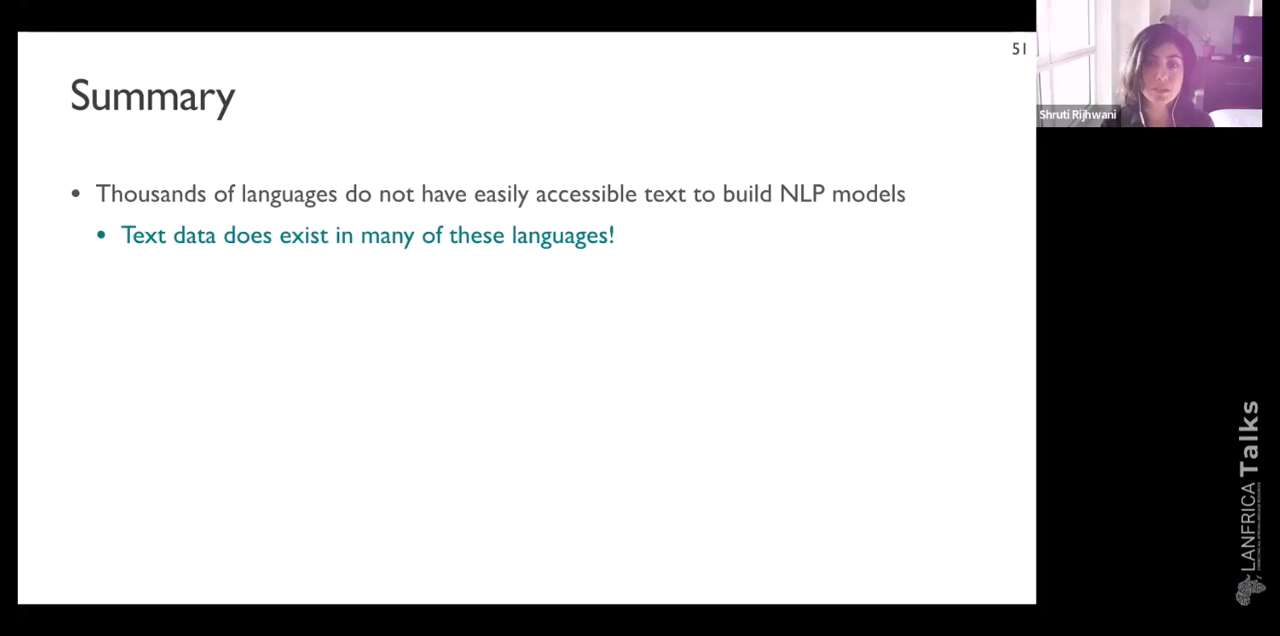 51
Summary
• Thousands of languages do not have easily accessible text to build NLP models
• Text data does exist in many of these languages!
Shruti Rijhwani
LANFRICA Talks